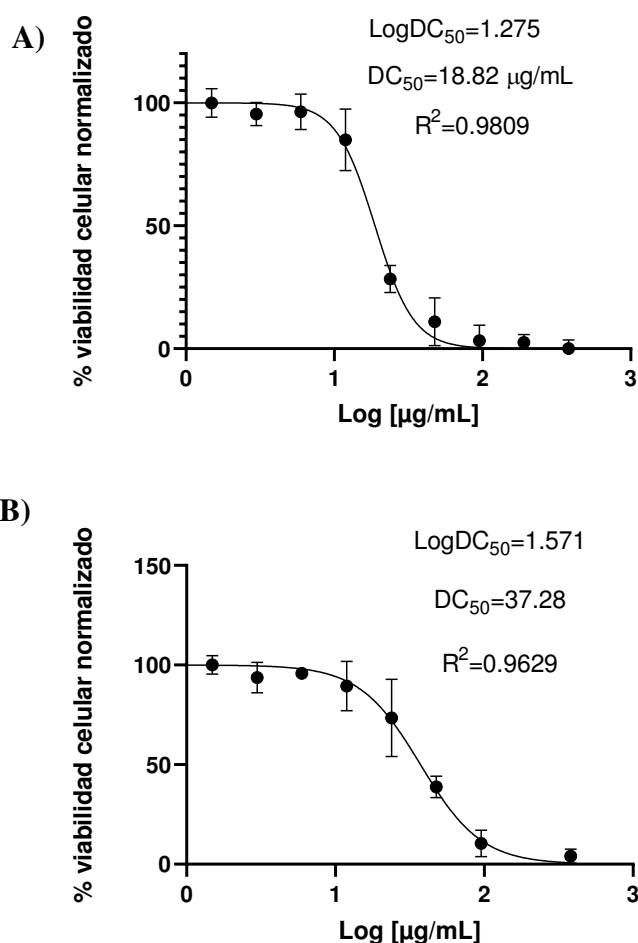 A)
LogDC50=1.275
DC50=18.82 µg/mL
R2=0.9809
% viabilidad celular normalizado
100
50
0
0 1 2 3
Log [µg/mL]
B)
LogDC50=1.571
DC50=37.28
R2=0.9629
% viabilidad celular normalizado
150
100
50
0
0 1 2 3
Log [µg/mL]